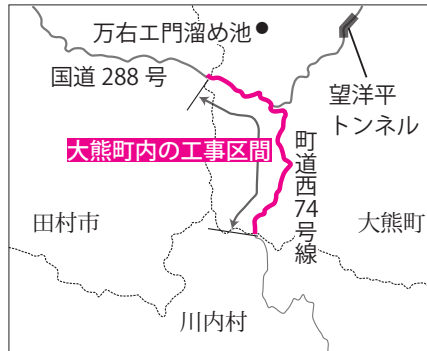 万右エ門溜め池
国道 288 号
望洋平
トンネル
大熊町内の工事区間
町道西74号線
田村市
大熊町
川内村